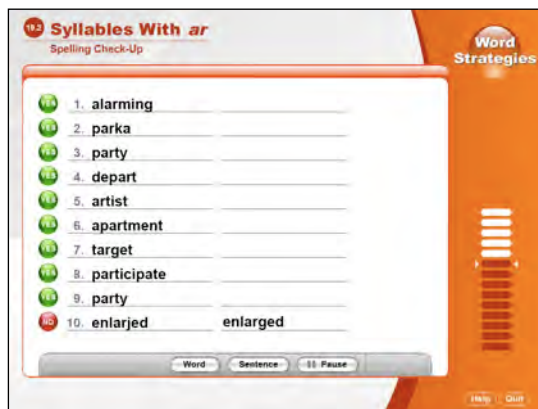 19.2 Syllables With ar
Spelling Check-Up
Word
Strategies
YES 1. alarming
YES 2. parka
YES 3. party
YES 4. depart
YES 5. artist
YES 6. apartment
YES 7. target
YES 8. participate
YES 9. party
NO 10. enlarjed enlarged
Word Sentence Pause
Help Quit